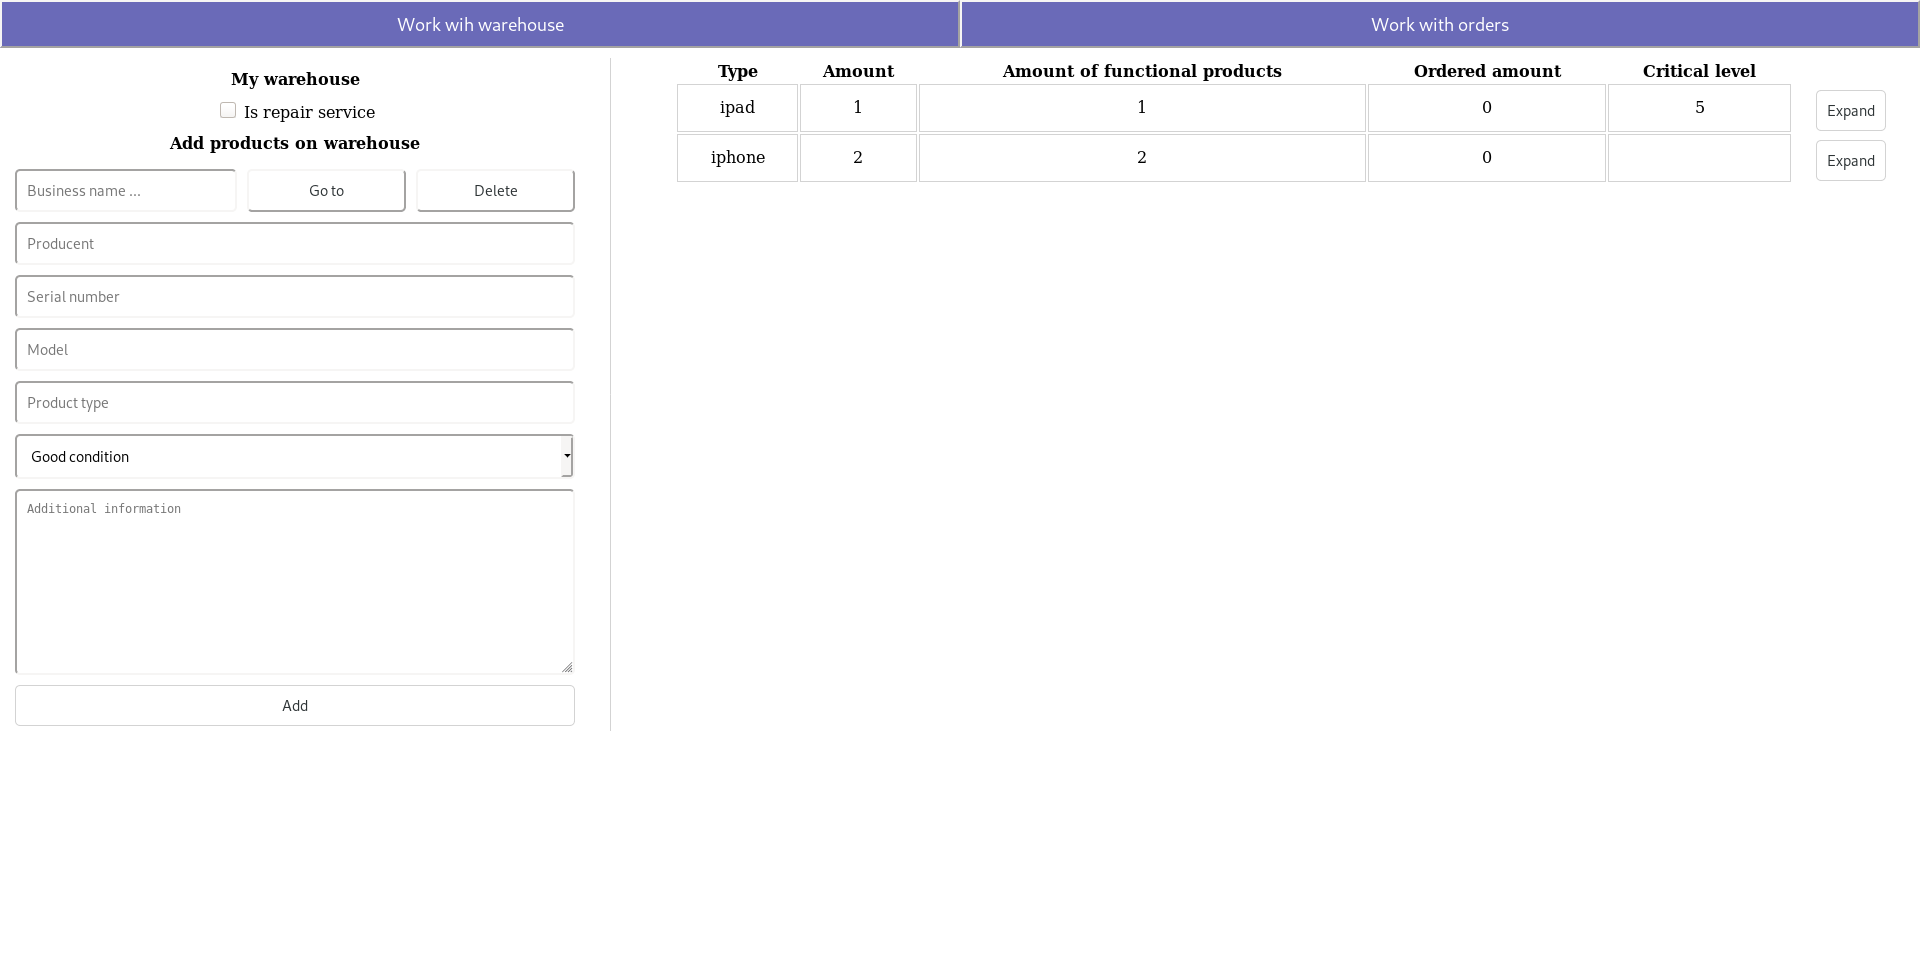 Work wih warehouse
Work with orders
My warehouse
Is repair service
Add products on warehouse
Business name ...
Go to
Delete
Producent
Serial number
Model
Product type
Good condition
Additional information
Add
Type Amount Amount of functional products Ordered amount Critical level
ipad 1 1 0 5 Expand
iphone 2 2 0 Expand